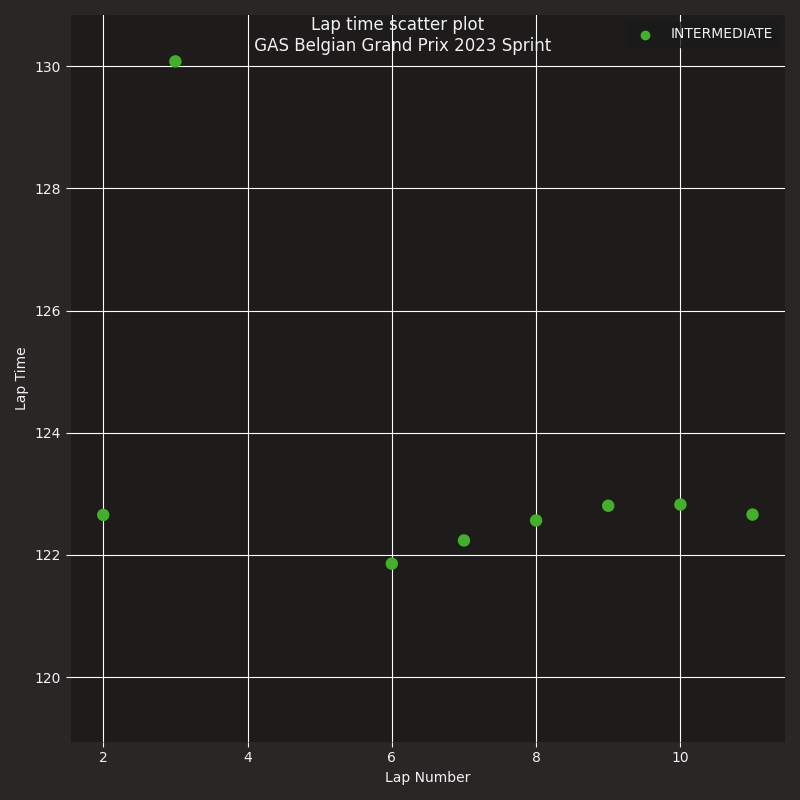 Lap time scatter plot
GAS Belgian Grand Prix 2023 Sprint
INTERMEDIATE
130
128
126
124
122
120
Lap Time
2 4 6 8 10
Lap Number